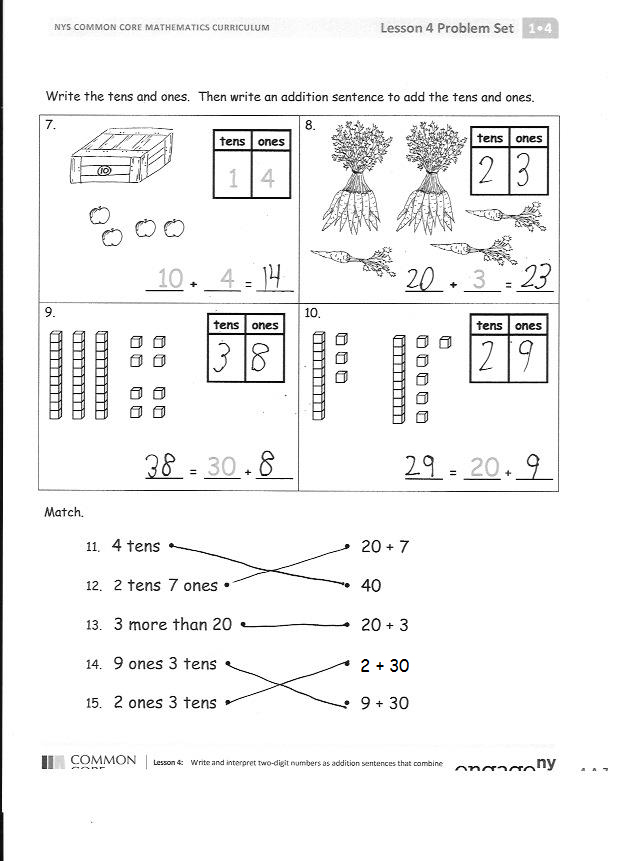 NYS COMMON CORE MATHEMATICS CURRICULUM Lesson 4 Problem Set 1•4
Write the tens and ones. Then write an addition sentence to add the tens and ones.
7.
10
tens ones
1 4
10 + 4 = 14
8.
tens ones
2 3
20 + 3 = 23
9.
tens ones
3 8
38 = 30 + 8
10.
tens ones
2 9
29 = 20 + 9
Match.
11. 4 tens • • 20 + 7
12. 2 tens 7 ones • • 40
13. 3 more than 20 • • 20 + 3
14. 9 ones 3 tens • • 2 + 30
15. 2 ones 3 tens • • 9 + 30
COMMON
CORE
Lesson 4: Write and interpret two-digit numbers as addition sentences that combine
engageny